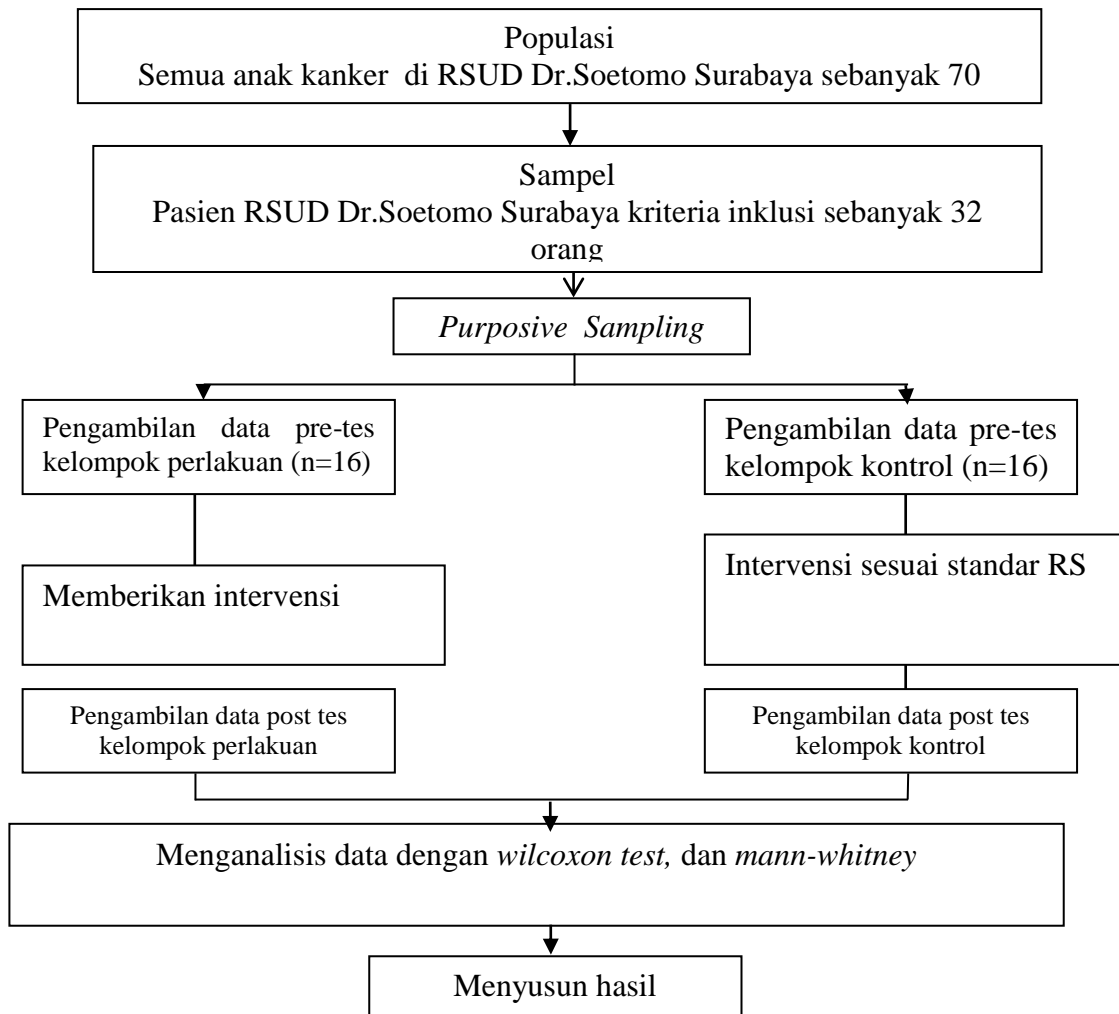 Populasi
Semua anak kanker di RSUD Dr.Soetomo Surabaya sebanyak 70
Sampel
Pasien RSUD Dr.Soetomo Surabaya kriteria inklusi sebanyak 32
orang
Purposive Sampling
Pengambilan data pre-tes
kelompok perlakuan (n=16)
Pengambilan data pre-tes
kelompok kontrol (n=16)
Memberikan intervensi
Intervensi sesuai standar RS
Pengambilan data post tes
kelompok perlakuan
Pengambilan data post tes
kelompok kontrol
Menganalisis data dengan wilcoxon test, dan mann-whitney
Menyusun hasil